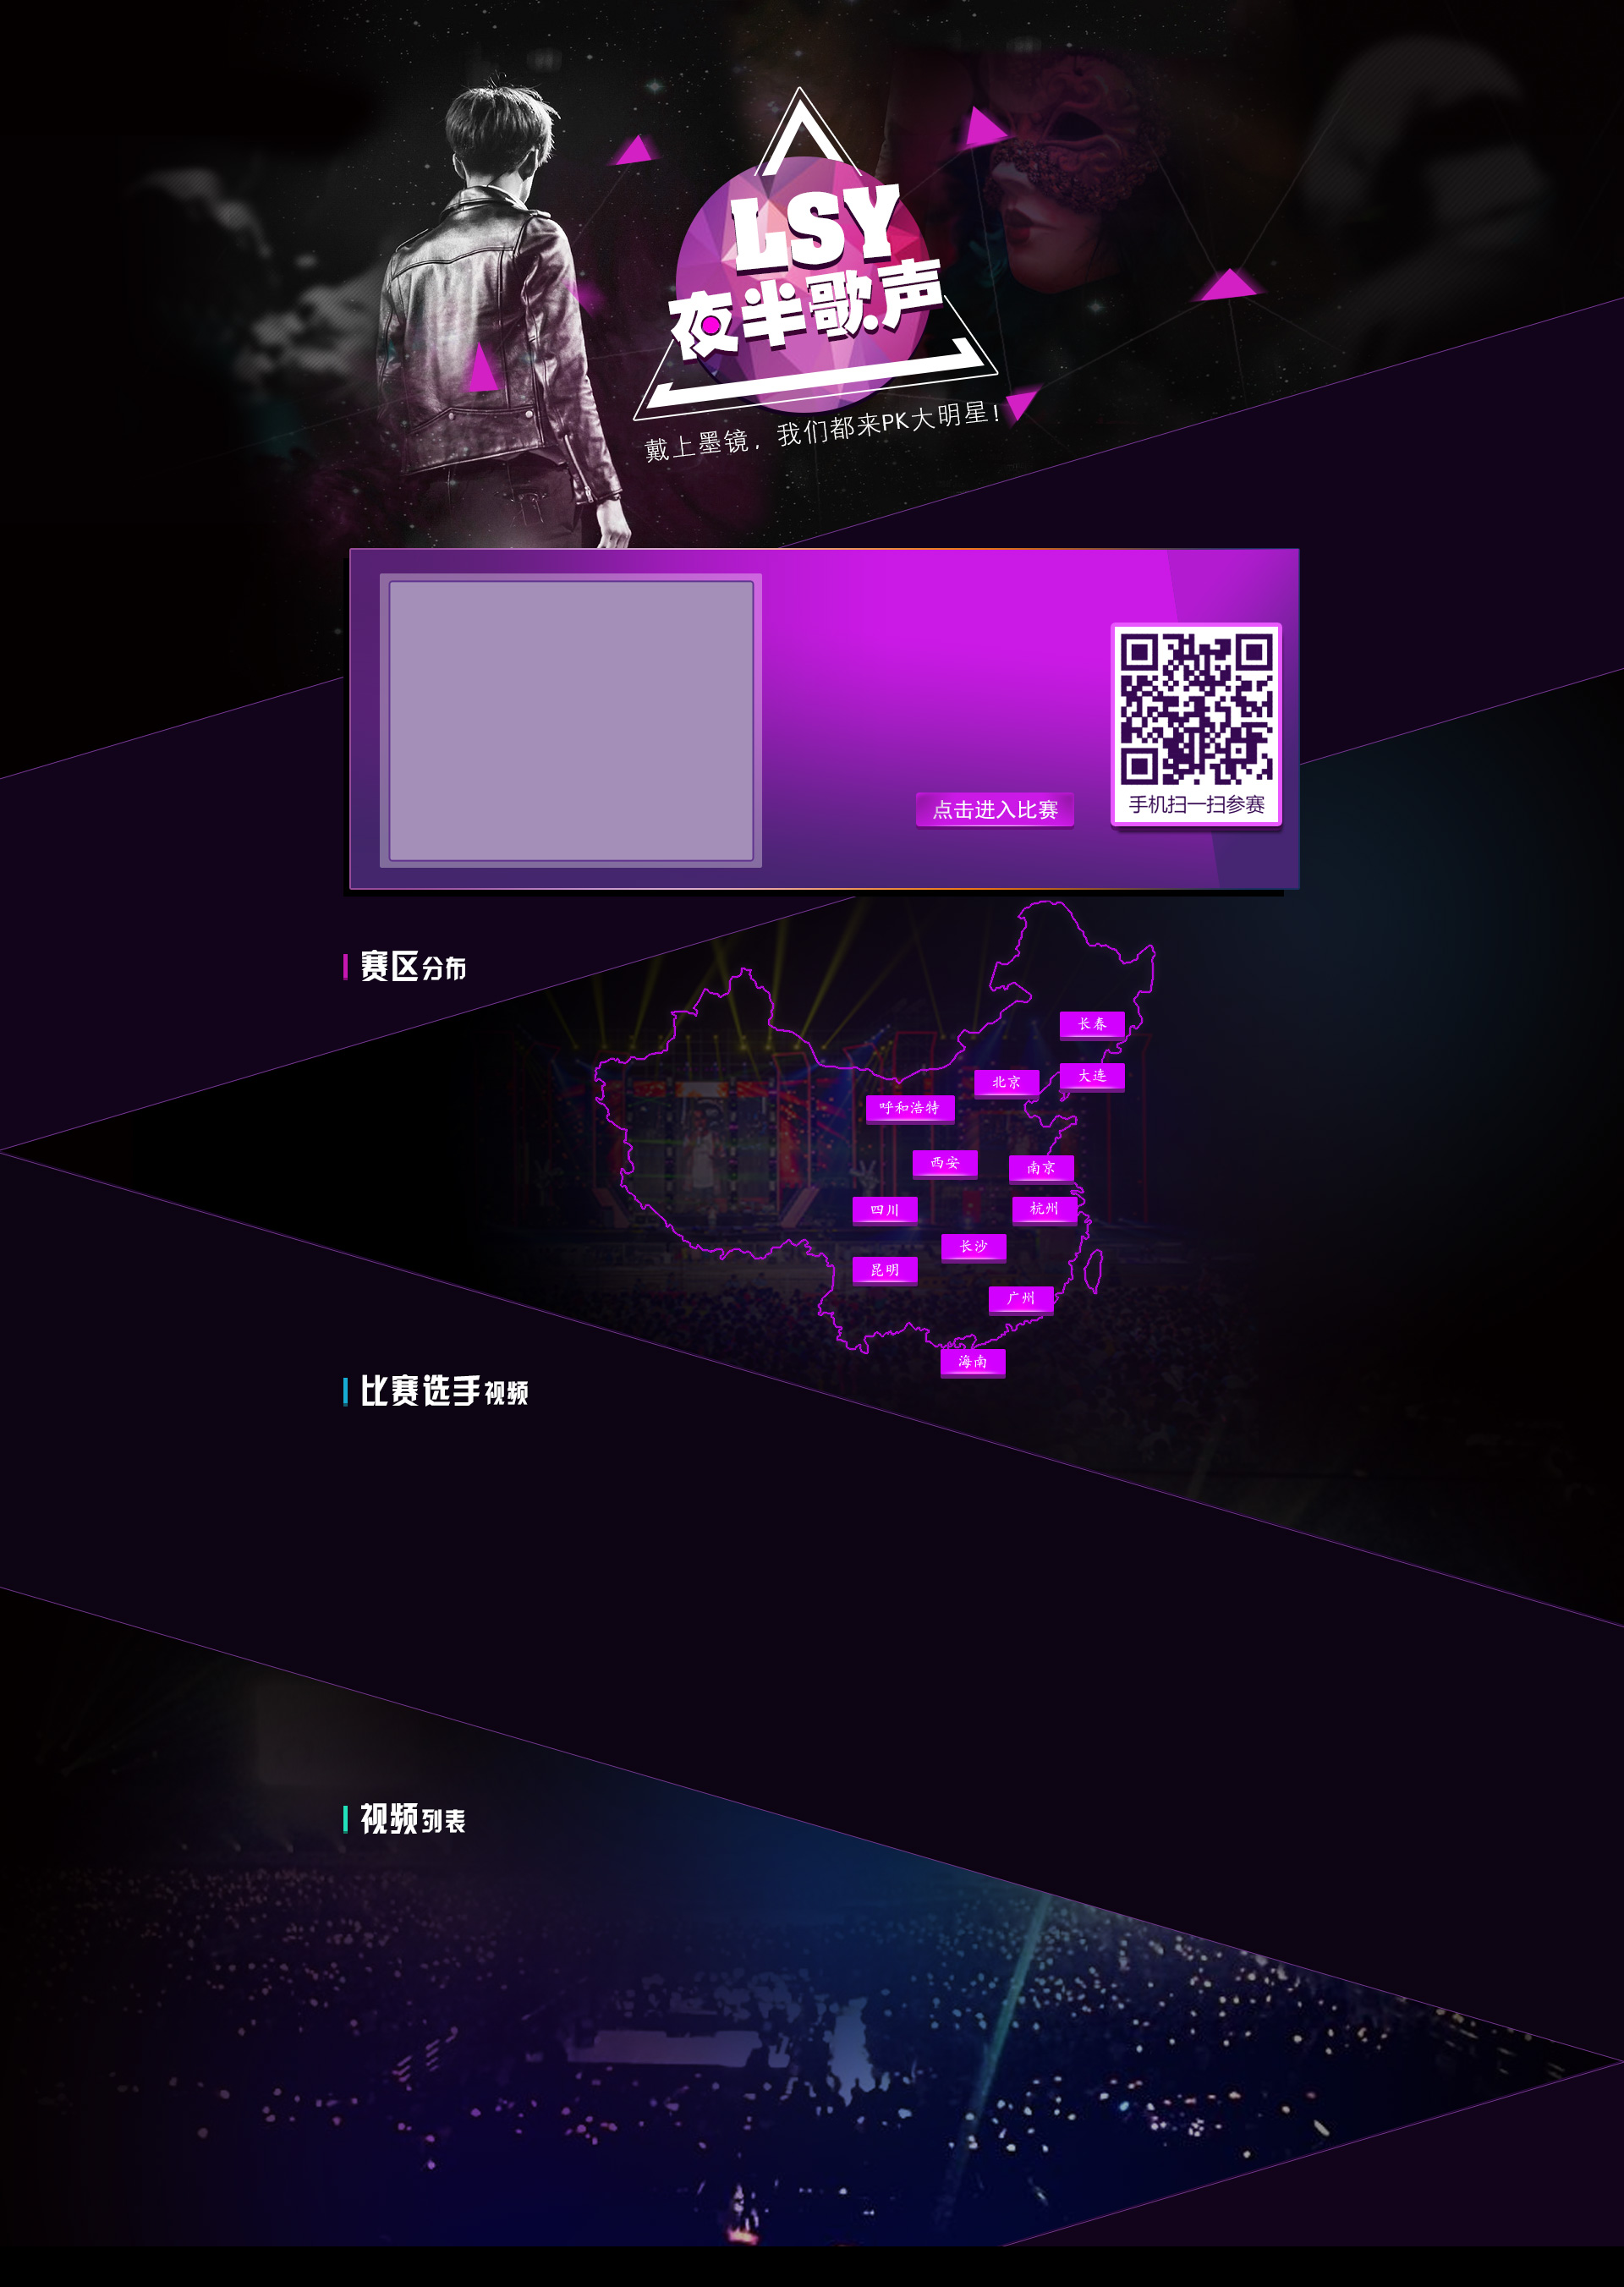 LSY
夜半歌声
戴上墨镜，我们都来PK大明星！
点击进入比赛
手机扫一扫参赛
赛区分布
长春
大连
北京
呼和浩特
西安
南京
四川
杭州
长沙
昆明
广州
海南
比赛选手视频
视频列表